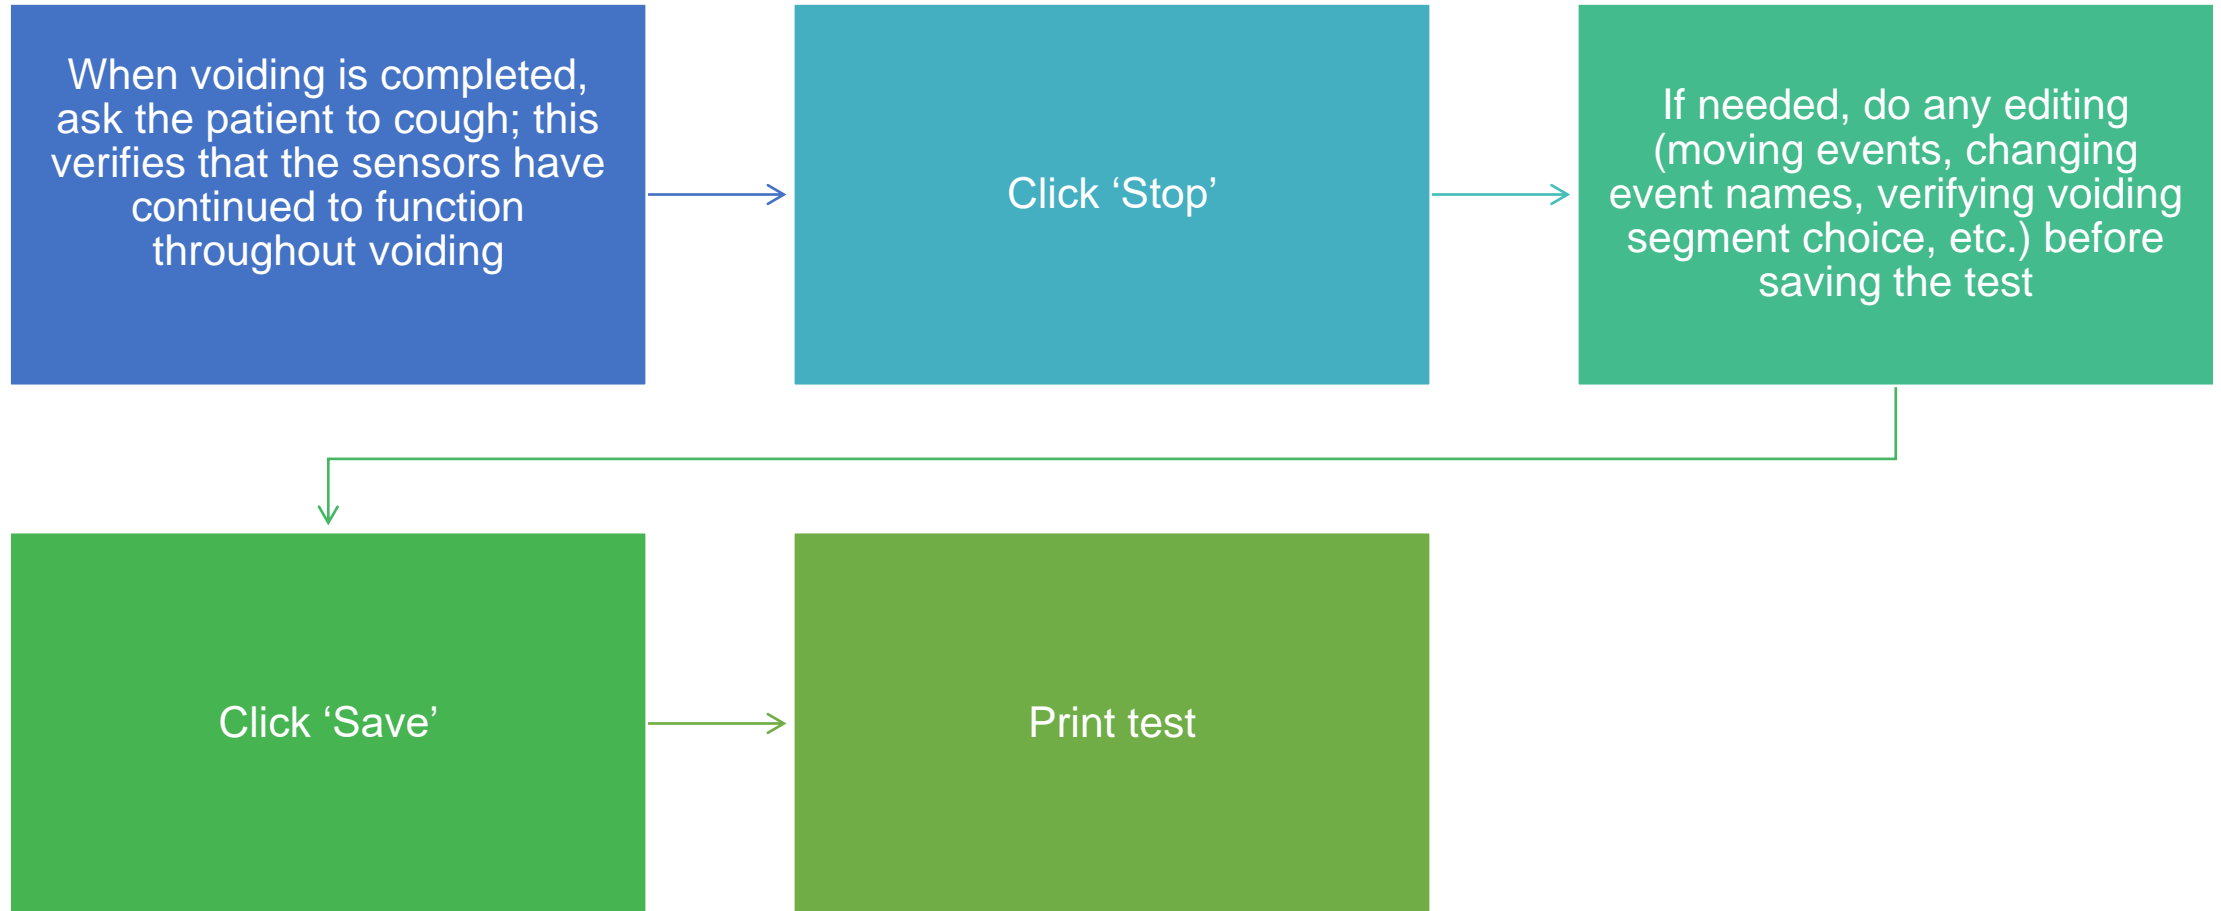 When voiding is completed,
ask the patient to cough; this
verifies that the sensors have
continued to function
throughout voiding
Click ‘Stop’
If needed, do any editing
(moving events, changing
event names, verifying voiding
segment choice, etc.) before
saving the test
Click ‘Save’
Print test